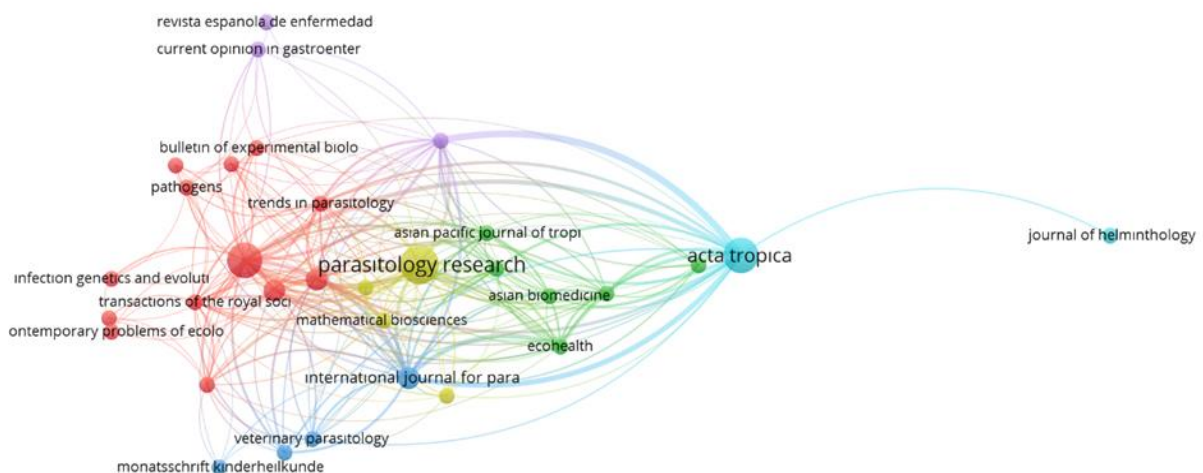 revista espanola de enfermedad
current opinion in gastroenter
bulletin of experimental biolo
pathogens
trends in parasitology
asian pacific journal of tropi
journal of helminthology
acta tropica
parasitology research
infection genetics and evoluti
asian biomedicine
transactions of the royal soci
mathematical biosciences
ontemporary problems of ecolo
ecohealth
international journal for para
veterinary parasitology
monatsschrift kinderheilkunde